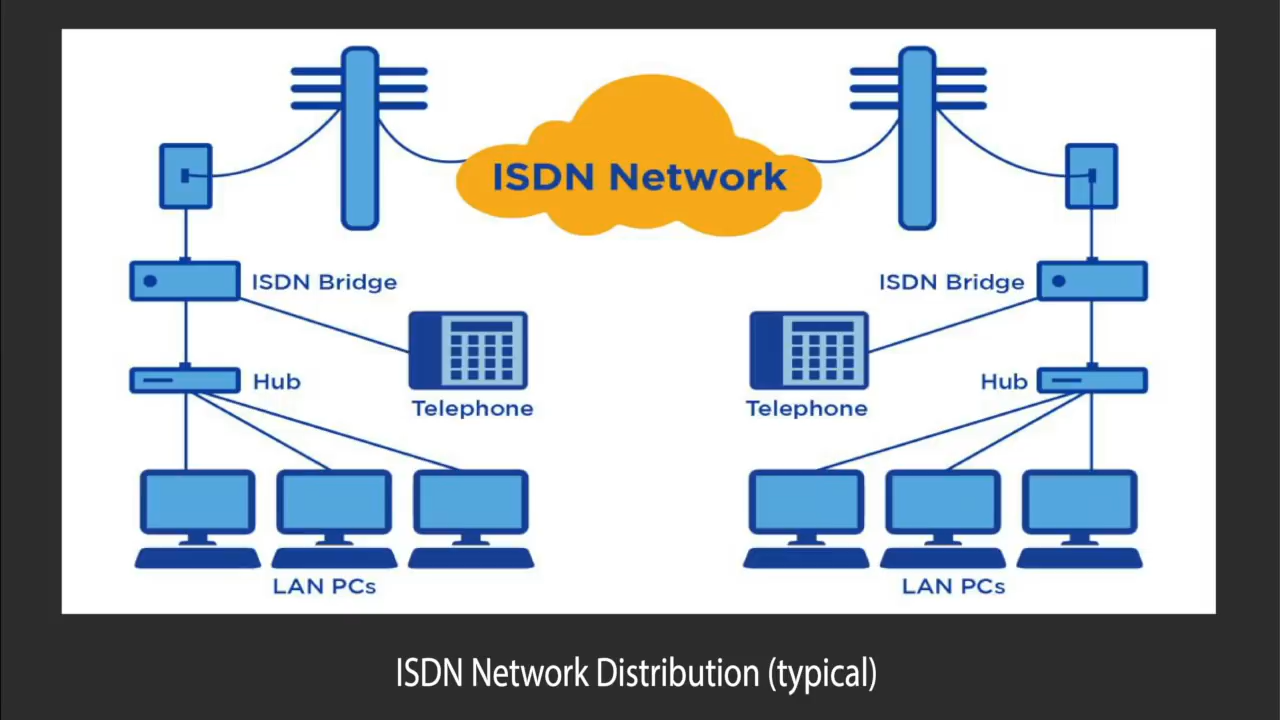 ISDN Network
ISDN Bridge
ISDN Bridge
Hub
Telephone
Telephone
Hub
LAN PCs
LAN PCs
ISDN Network Distribution (typical)